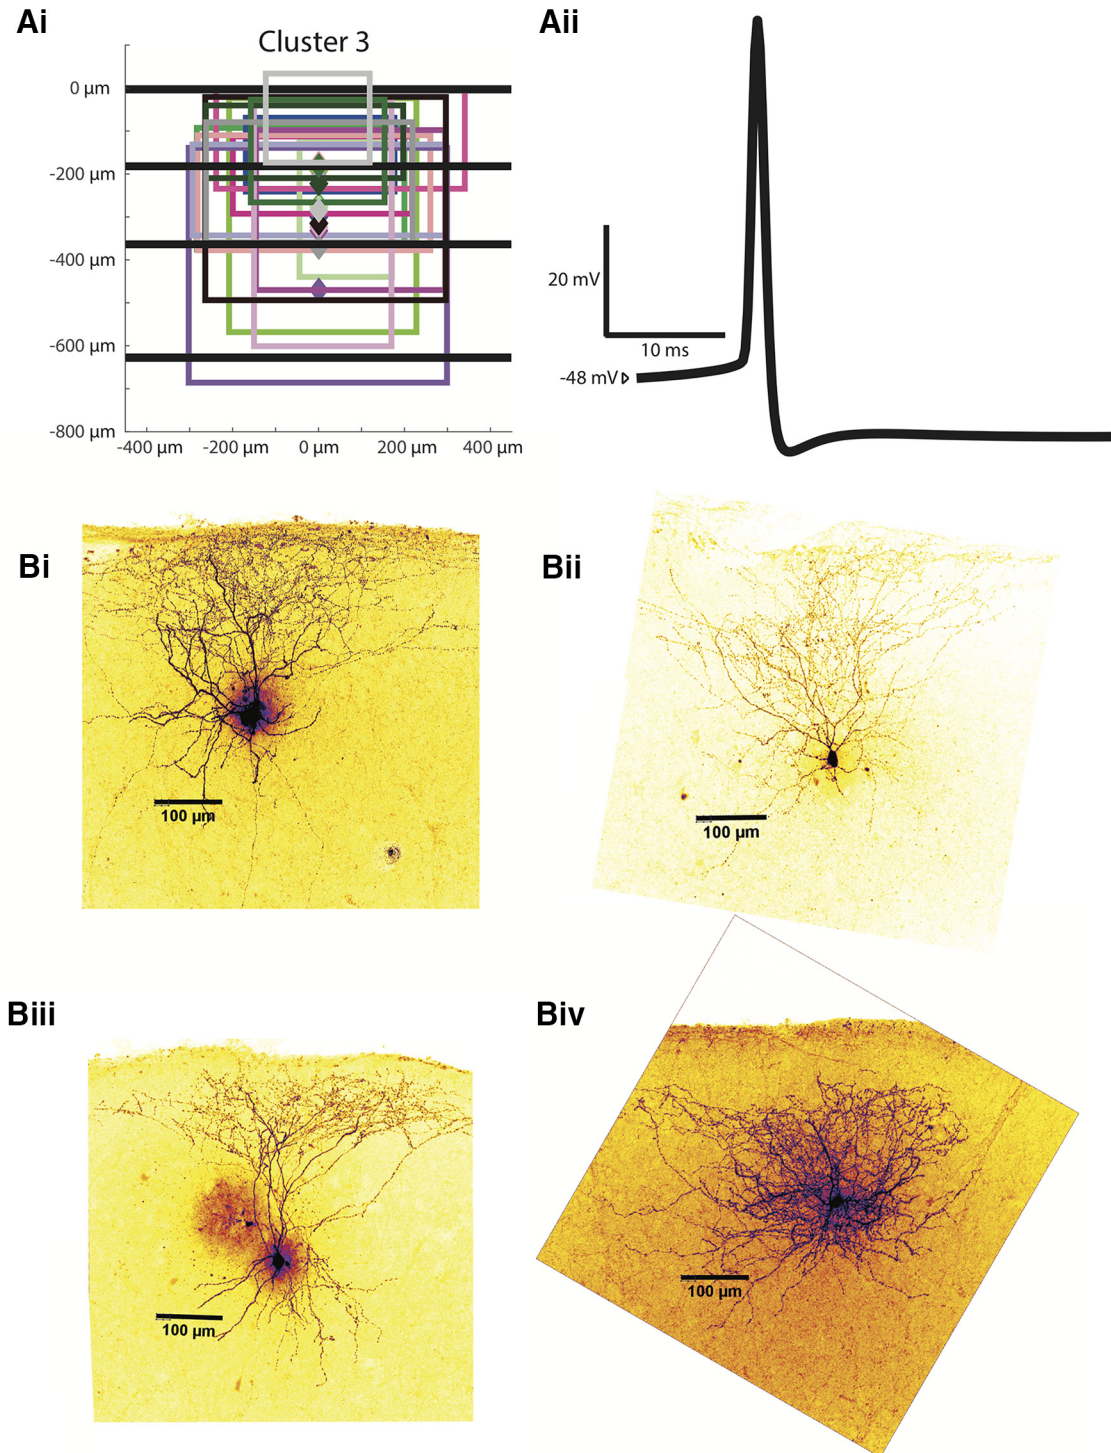 Ai
Cluster 3
0 µm
-200 µm
-400 µm
-600 µm
-800 µm
-400 µm -200 µm 0 µm 200 µm 400 µm
Aii
20 mV
10 ms
-48 mV
Bi
100 µm
Bii
100 µm
Biii
100 µm
Biv
100 µm